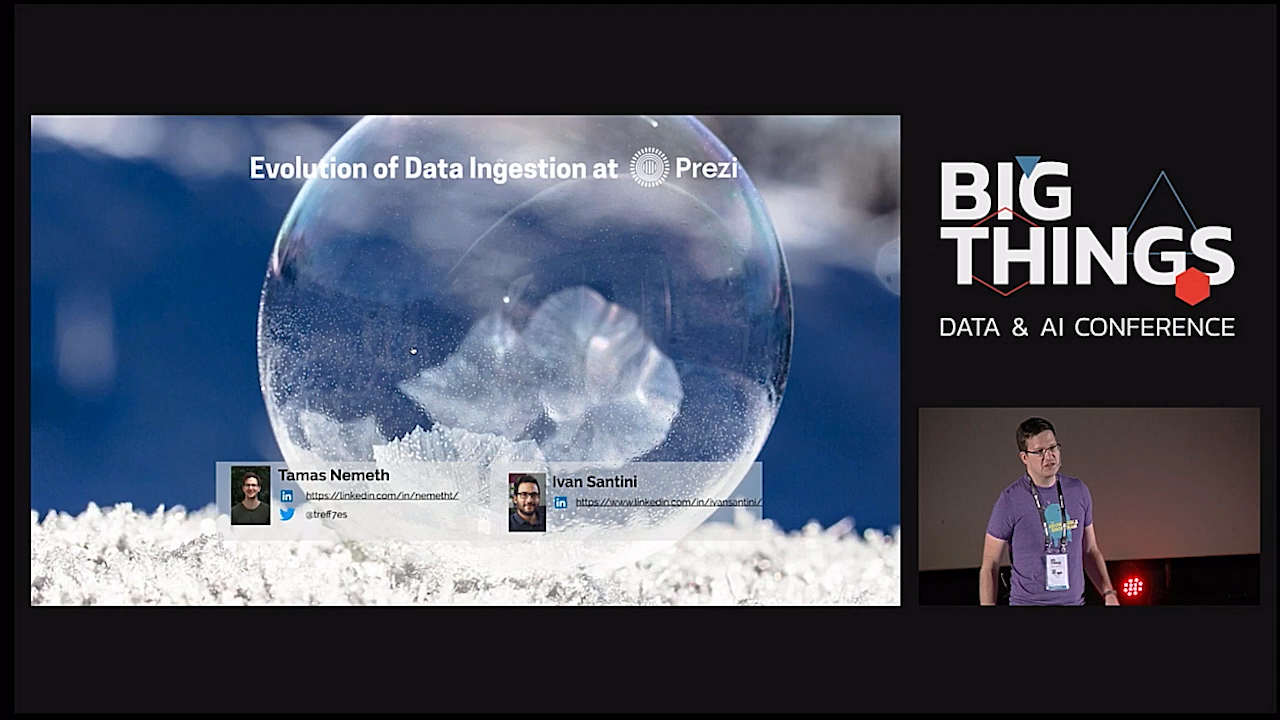 Evolution of Data Ingestion at Prezi
Tamas Nemeth
https://linkedin.com/in/nemetht/
@treff7es
Ivan Santini
https://www.linkedin.com/in/ivansantini/
BIG
THINGS
DATA & AI CONFERENCE